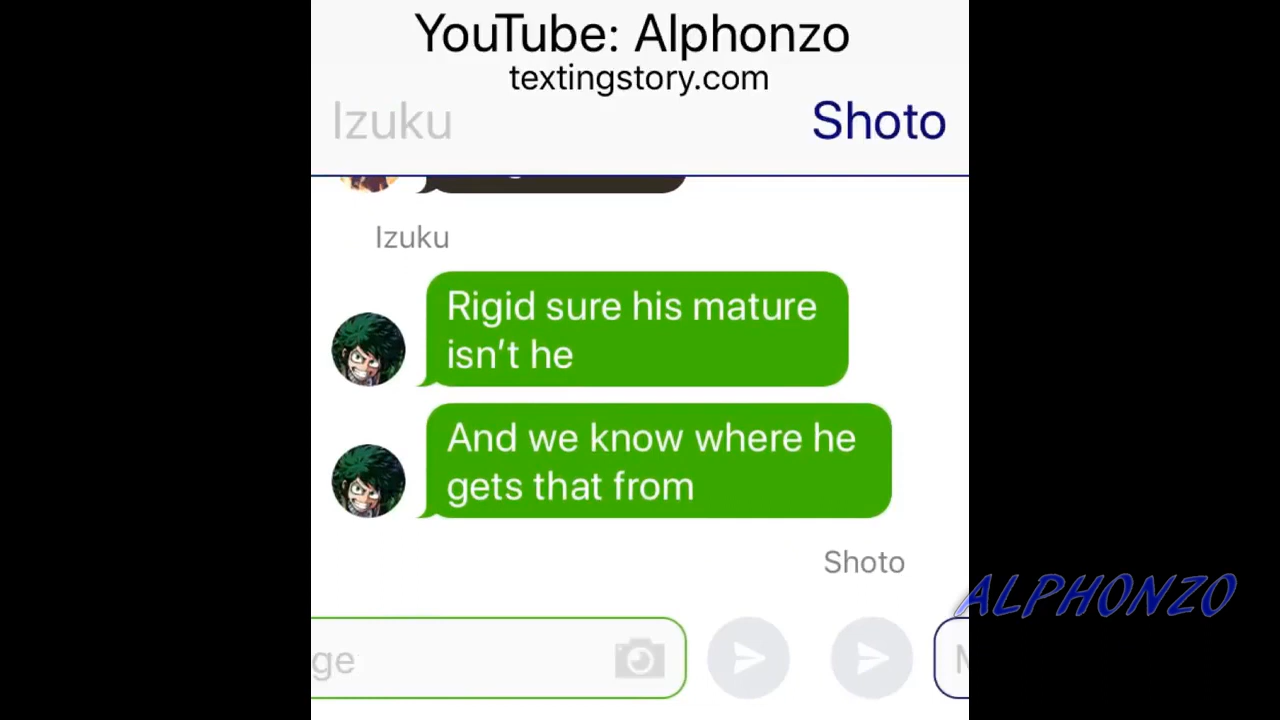 YouTube: Alphonzo
textingstory.com
Izuku
Shoto
Izuku
Rigid sure his mature
isn’t he
And we know where he
gets that from
Shoto
ALPHONZO
ge